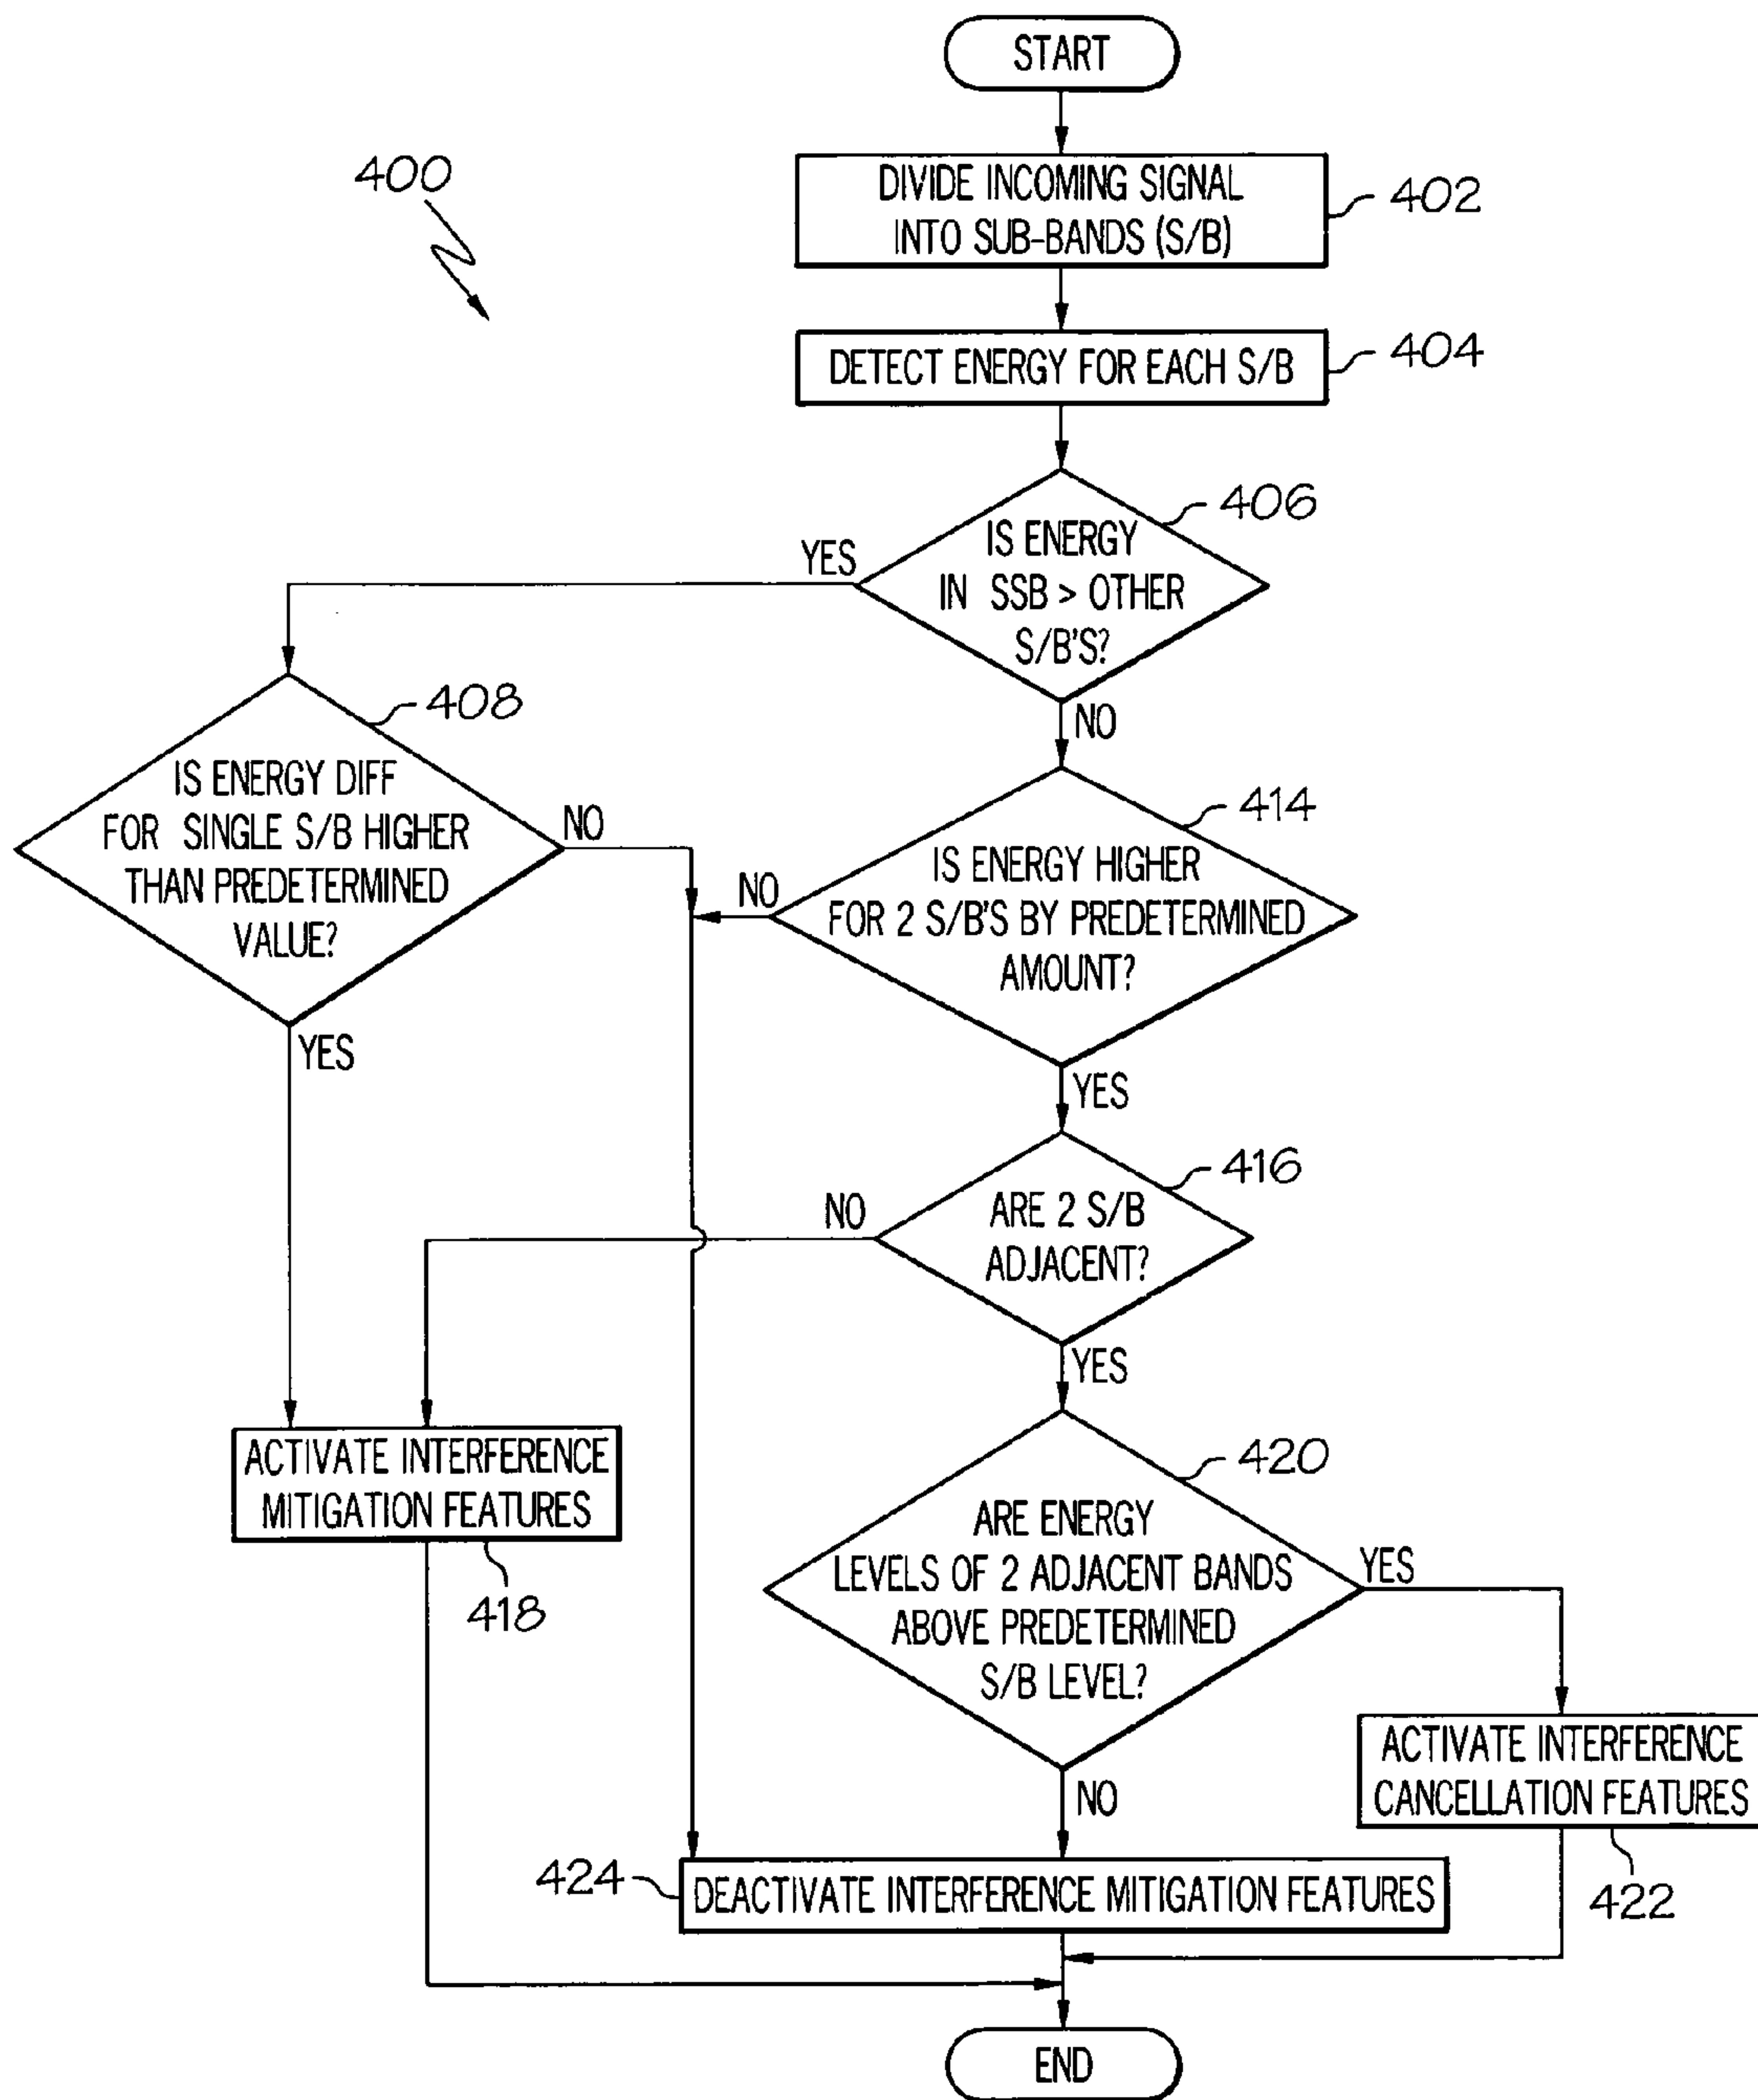 START
400
DIVIDE INCOMING SIGNAL
INTO SUB-BANDS (S/B)
402
DETECT ENERGY FOR EACH S/B
404
406
IS ENERGY
IN SSB > OTHER
S/B'S?
YES
NO
408
IS ENERGY DIFF
FOR SINGLE S/B HIGHER
THAN PREDETERMINED
VALUE?
NO
YES
414
IS ENERGY HIGHER
FOR 2 S/B'S BY PREDETERMINED
AMOUNT?
NO
YES
416
ARE 2 S/B
ADJACENT?
NO
YES
ACTIVATE INTERFERENCE
MITIGATION FEATURES
418
420
ARE ENERGY
LEVELS OF 2 ADJACENT BANDS
ABOVE PREDETERMINED
S/B LEVEL?
YES
NO
ACTIVATE INTERFERENCE
CANCELLATION FEATURES
422
424
DEACTIVATE INTERFERENCE MITIGATION FEATURES
END